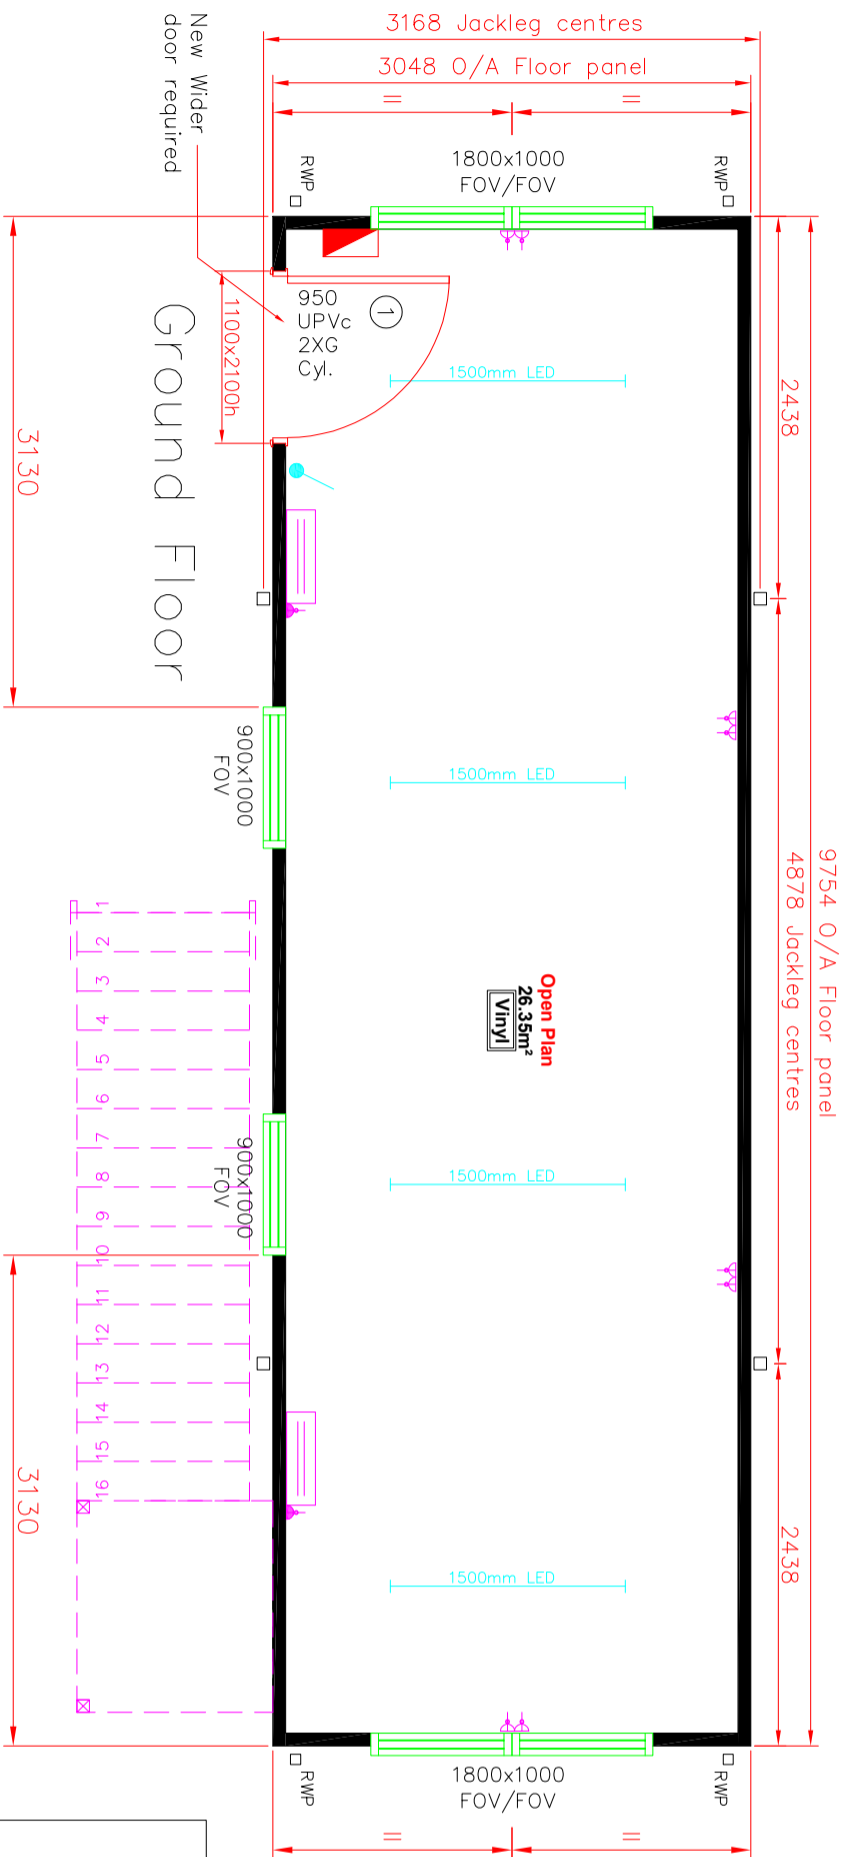 3168 Jackleg centres
3048 O/A Floor panel
=
=
New Wider
door required
RWP
1800x1000
FOV/FOV
RWP
950
UPVc
2XG
Cyl.
1
1100x2100h
1500mm LED
2438
3130
Ground Floor
900x1000
FOV
1500mm LED
9754 O/A Floor panel
4878 Jackleg centres
Open Plan
26.35m²
Vinyl
1
2
3
4
5
6
7
8
9
10
11
12
13
14
15
16
900x1000
FOV
1500mm LED
3130
2438
1500mm LED
RWP
1800x1000
FOV/FOV
RWP
=
=